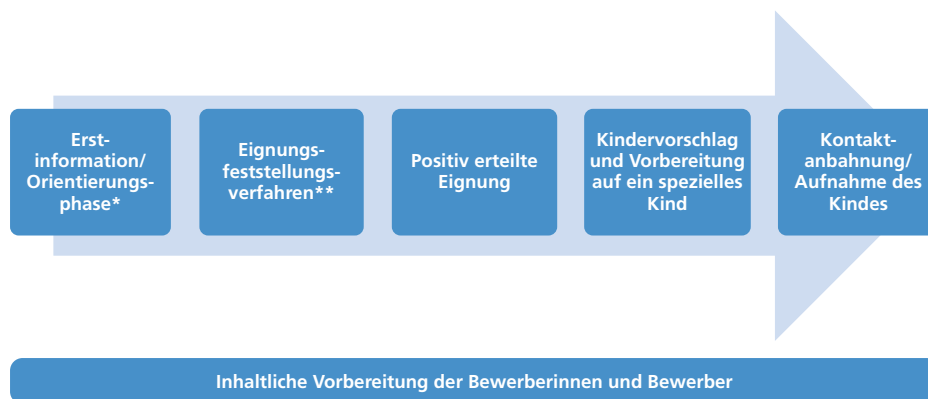 Erst-
information/
Orientierungs-
phase*
Eignungs-
feststellungs-
verfahren**
Positiv erteilte
Eignung
Kindervorschlag
und Vorbereitung
auf ein spezielles
Kind
Kontakt-
anbahnung/
Aufnahme des
Kindes
Inhaltliche Vorbereitung der Bewerberinnen und Bewerber